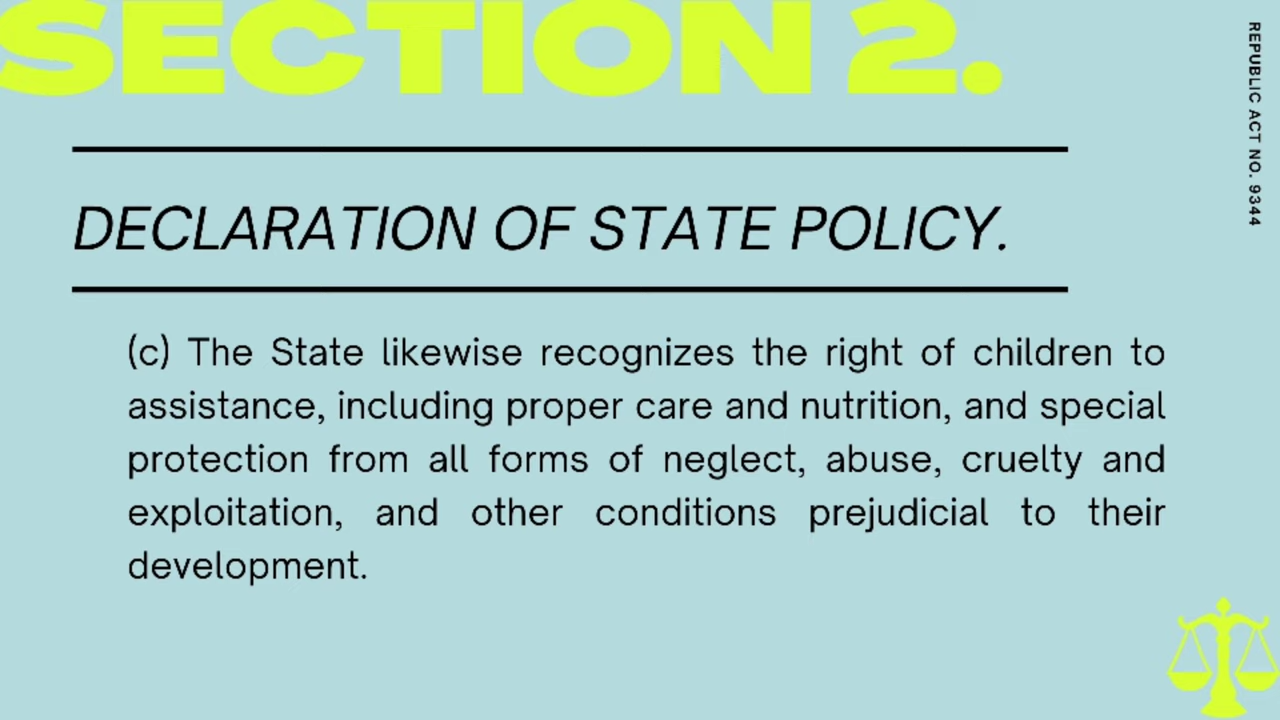 SECTION 2.
REPUBLIC ACT NO. 9344
DECLARATION OF STATE POLICY.
(c) The State likewise recognizes the right of children to
assistance, including proper care and nutrition, and special
protection from all forms of neglect, abuse, cruelty and
exploitation, and other conditions prejudicial to their
development.